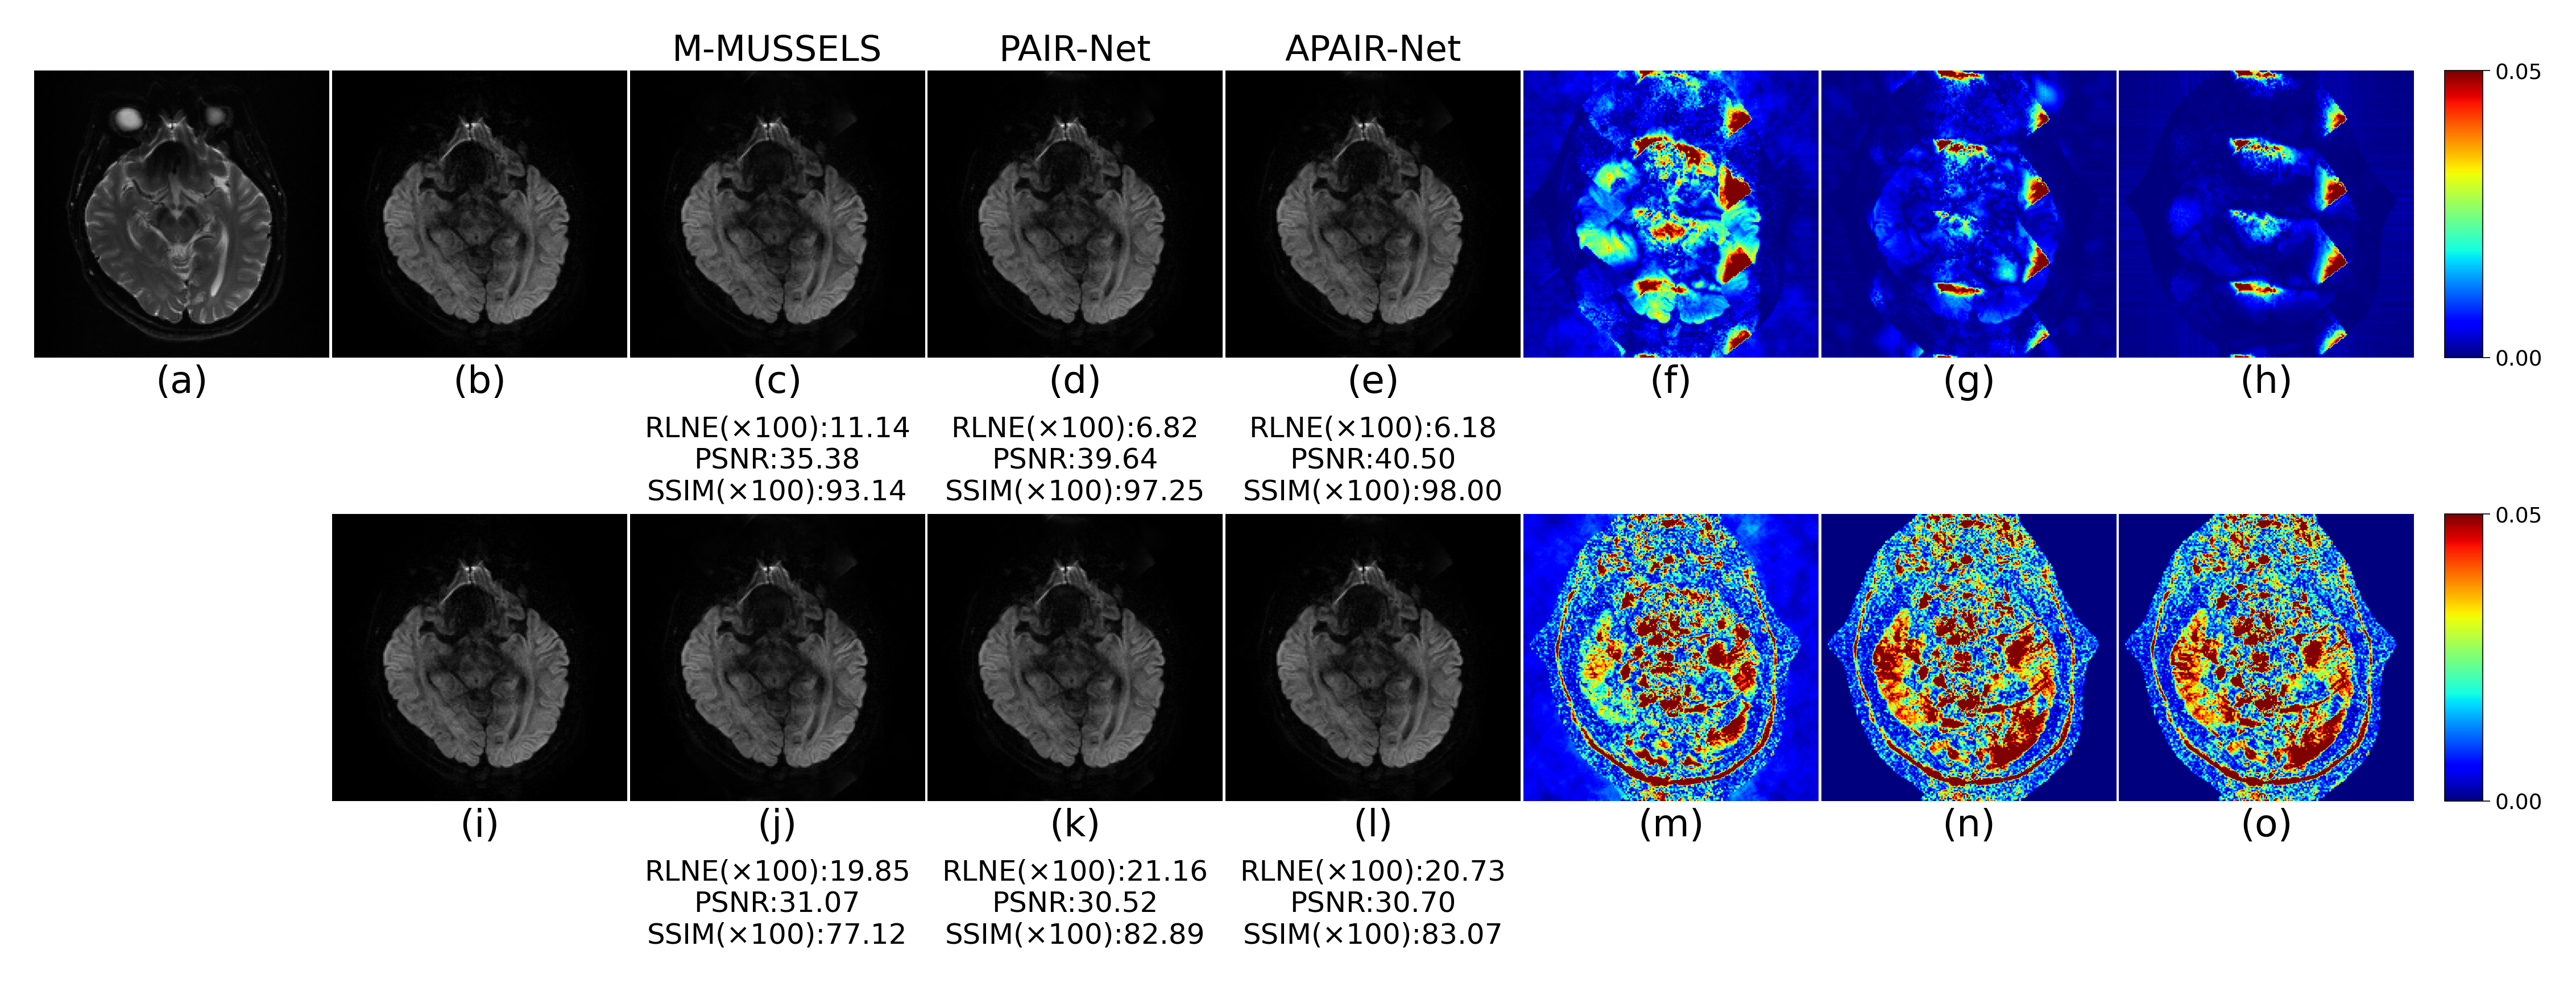 M-MUSSELS PAIR-Net APAIR-Net
0.05
0.00
(a) (b) (c) (d) (e) (f) (g) (h)
RLNE(×100):11.14 RLNE(×100):6.82 RLNE(×100):6.18
PSNR:35.38 PSNR:39.64 PSNR:40.50
SSIM(×100):93.14 SSIM(×100):97.25 SSIM(×100):98.00
0.05
0.00
(i) (j) (k) (l) (m) (n) (o)
RLNE(×100):19.85 RLNE(×100):21.16 RLNE(×100):20.73
PSNR:31.07 PSNR:30.52 PSNR:30.70
SSIM(×100):77.12 SSIM(×100):82.89 SSIM(×100):83.07